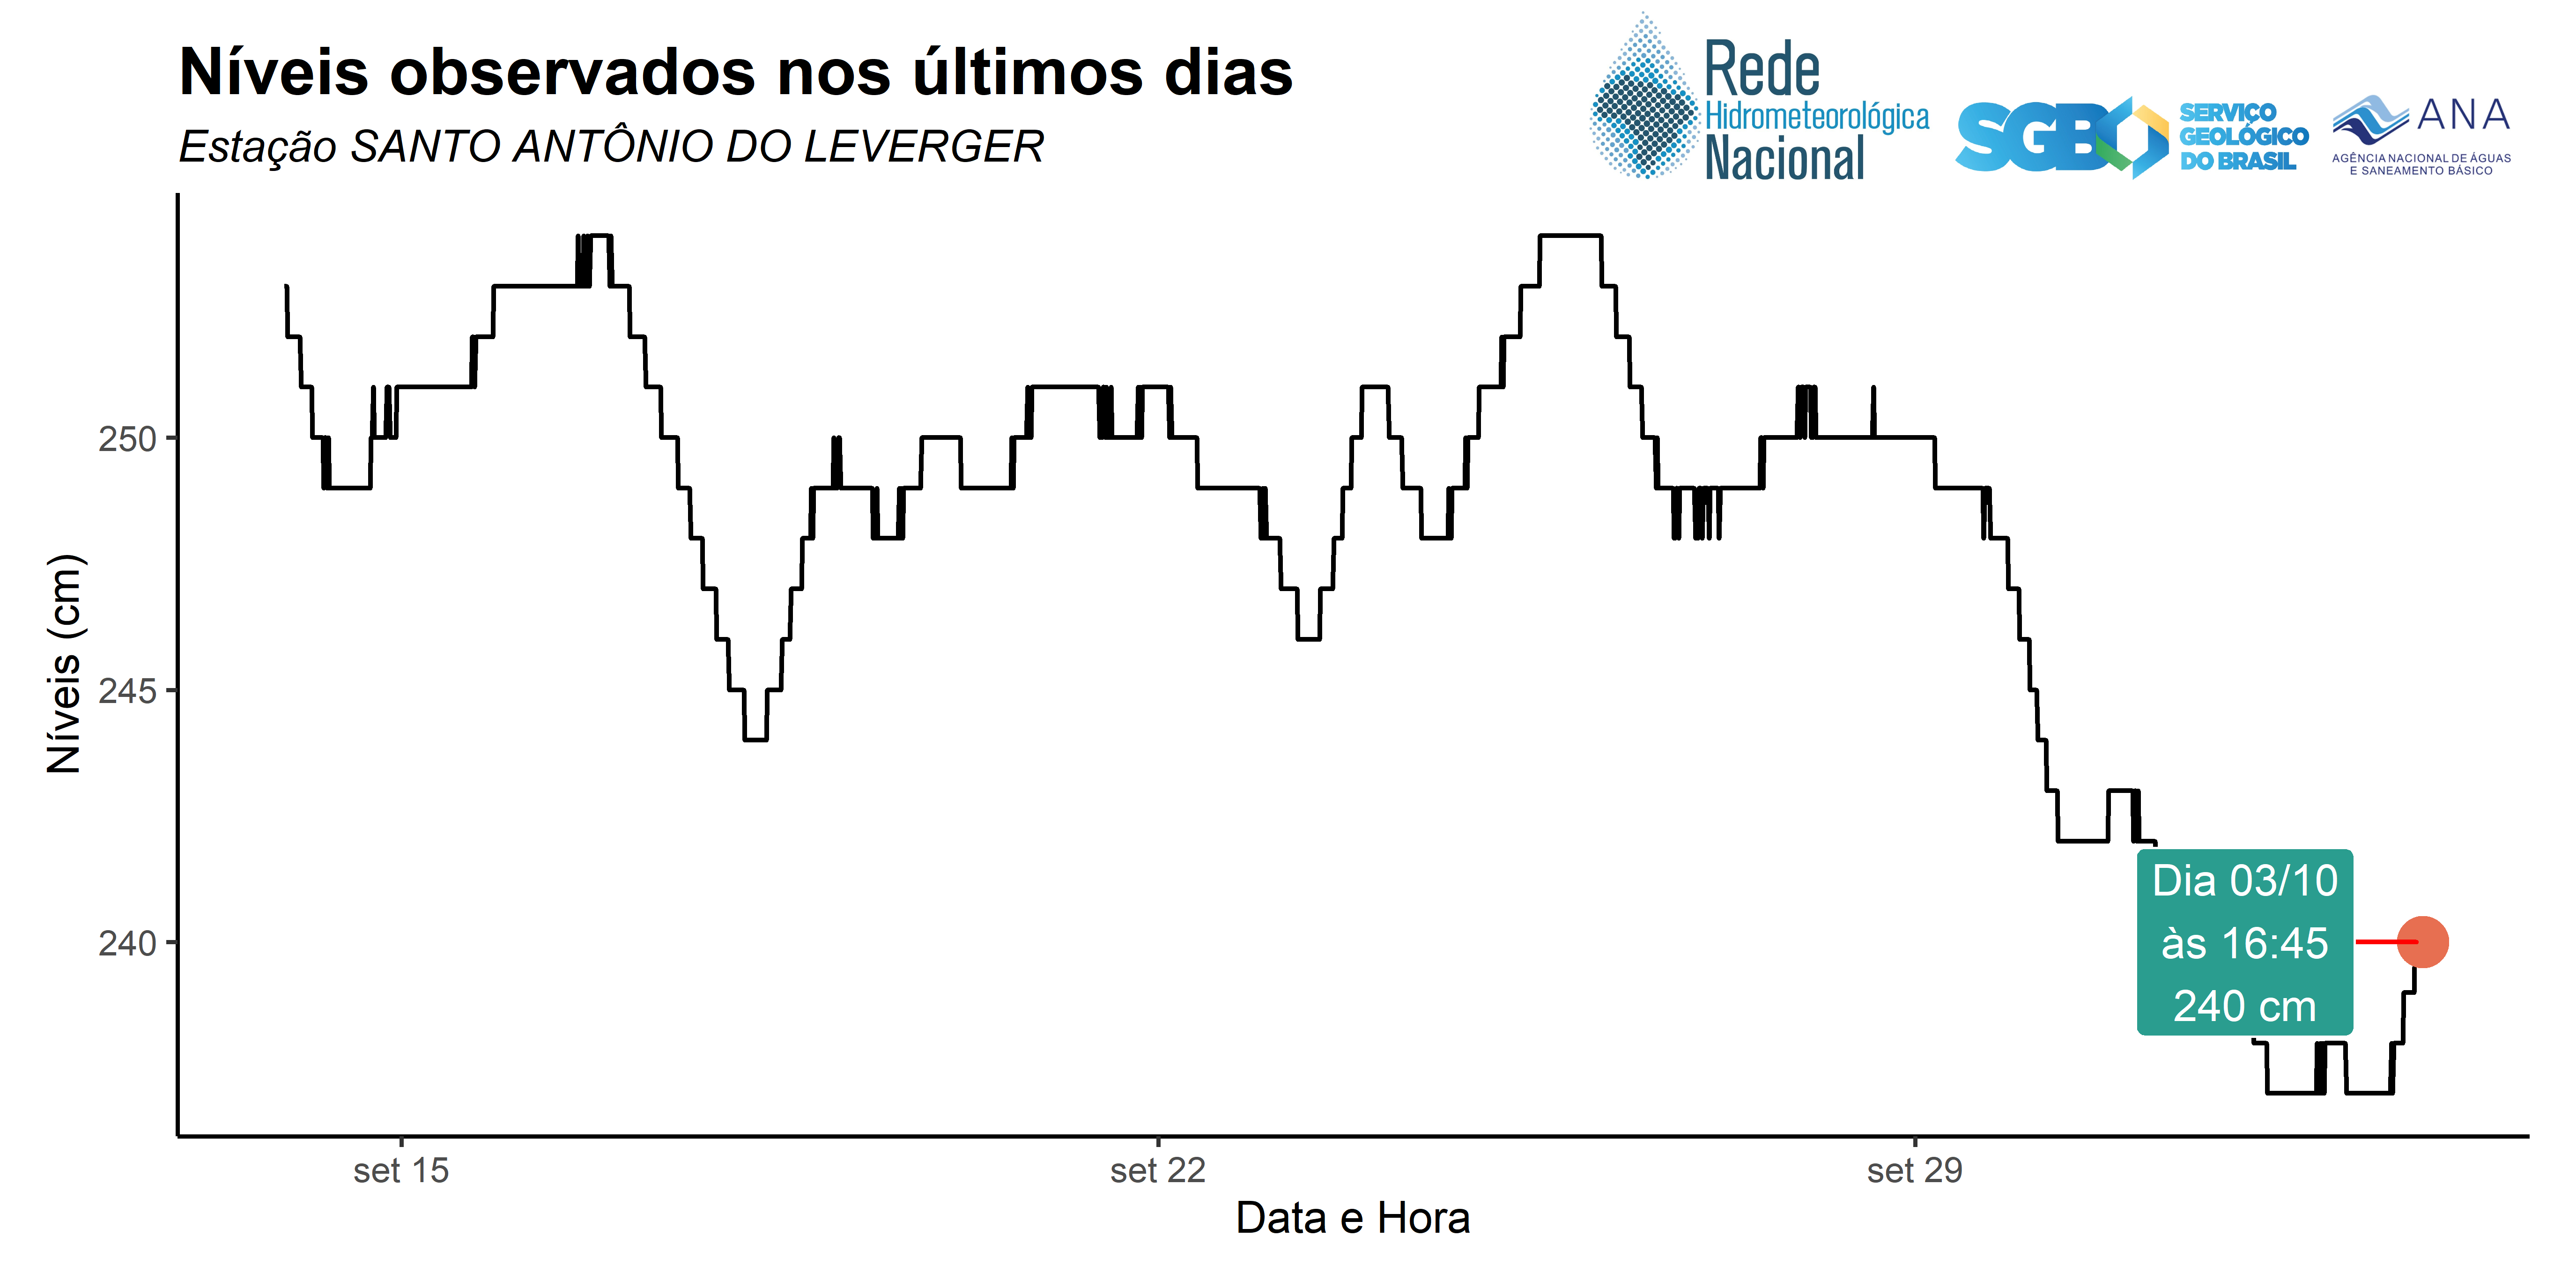 Níveis observados nos últimos dias
Estação SANTO ANTÔNIO DO LEVERGER
Rede
Hidrometeorológica
Nacional
SGB
SERVIÇO
GEOLÓGICO
DO BRASIL
ANA
AGÊNCIA NACIONAL DE ÁGUAS
E SANEAMENTO BÁSICO
Níveis (cm)
250
245
240
Dia 03/10
às 16:45
240 cm
set 15
set 22
set 29
Data e Hora